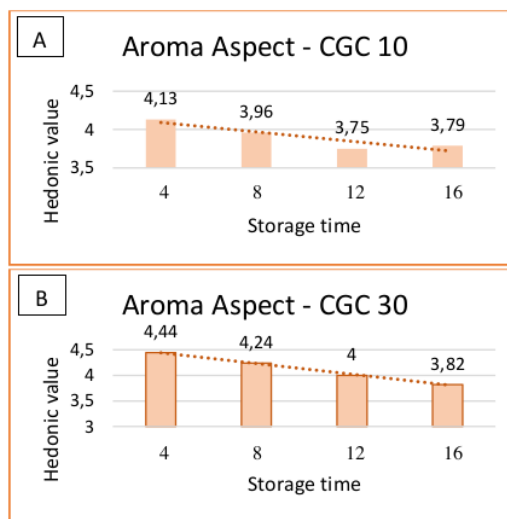 A
Aroma Aspect - CGC 10
Hedonic value
4,5
4
3,5
4,13
3,96
3,75
3,79
4
8
12
16
Storage time
B
Aroma Aspect - CGC 30
Hedonic value
4,5
4
3,5
3
4,44
4,24
4
3,82
4
8
12
16
Storage time